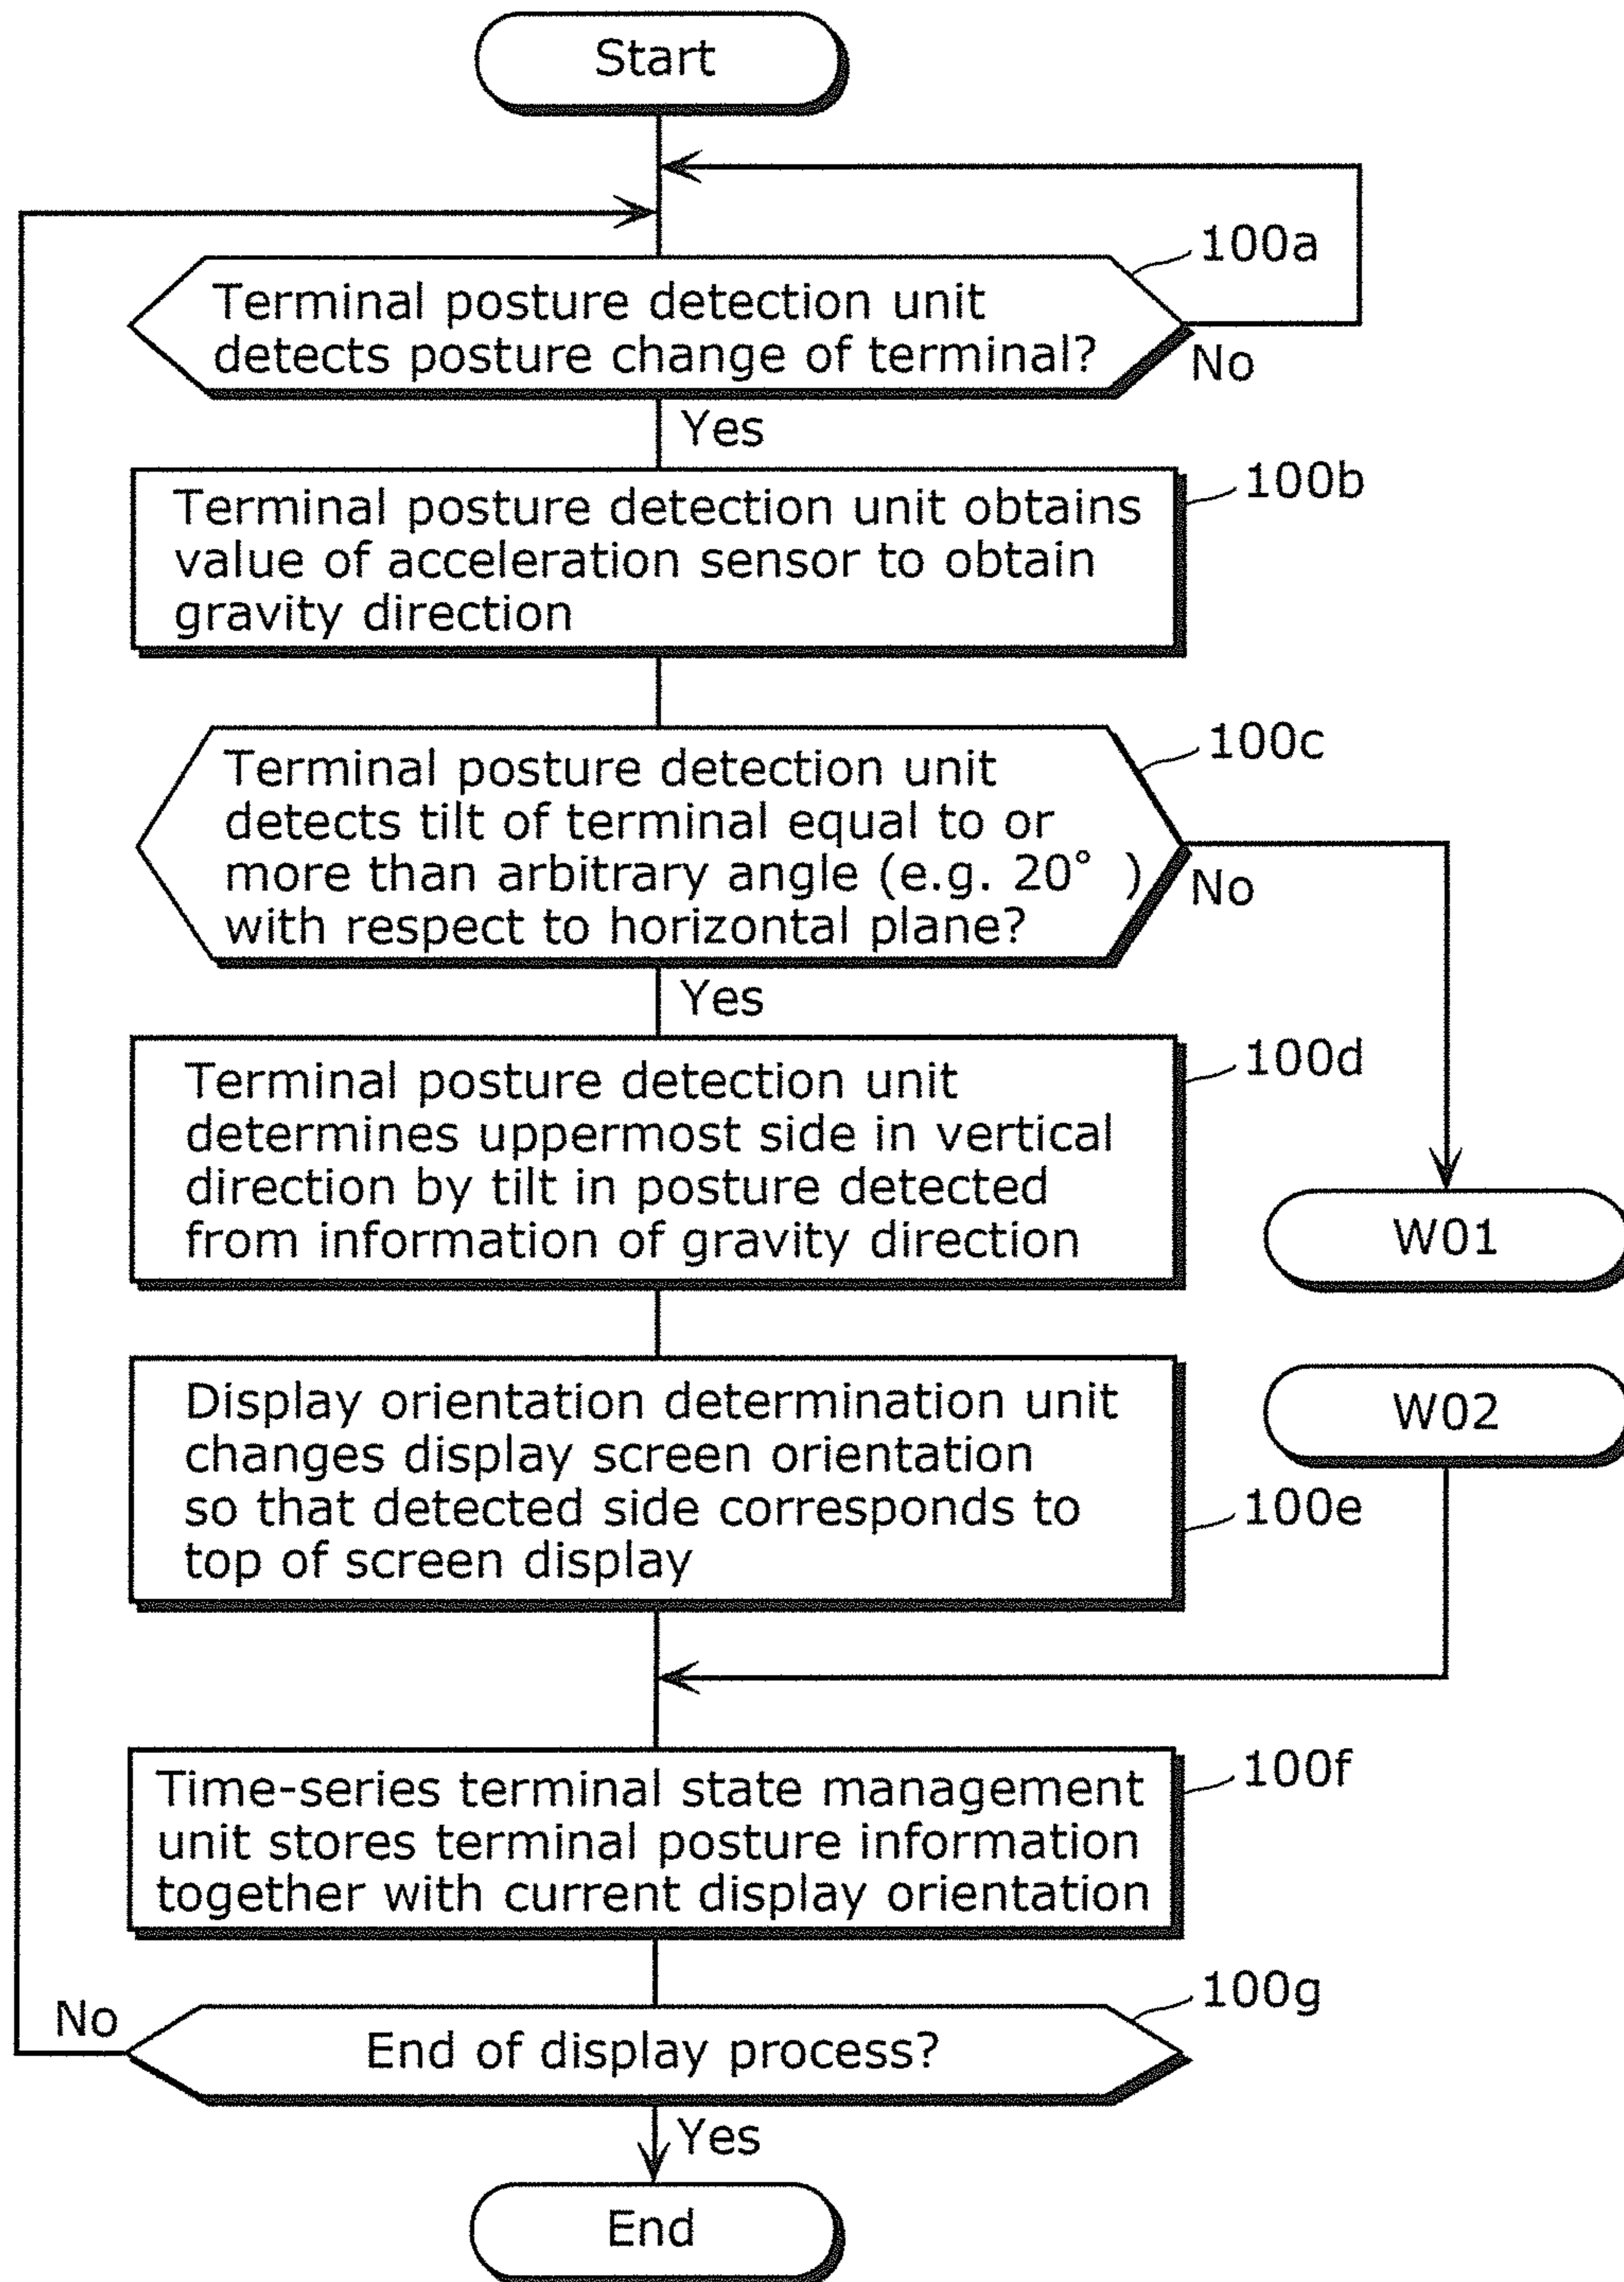 Start
100a
Terminal posture detection unit
detects posture change of terminal?
No
Yes
100b
Terminal posture detection unit obtains
value of acceleration sensor to obtain
gravity direction
100c
Terminal posture detection unit
detects tilt of terminal equal to or
more than arbitrary angle (e.g. 20° )
with respect to horizontal plane?
No
Yes
100d
Terminal posture detection unit
determines uppermost side in vertical
direction by tilt in posture detected
from information of gravity direction
W01
Display orientation determination unit
changes display screen orientation
so that detected side corresponds to
top of screen display
W02
100e
100f
Time-series terminal state management
unit stores terminal posture information
together with current display orientation
100g
No
End of display process?
Yes
End